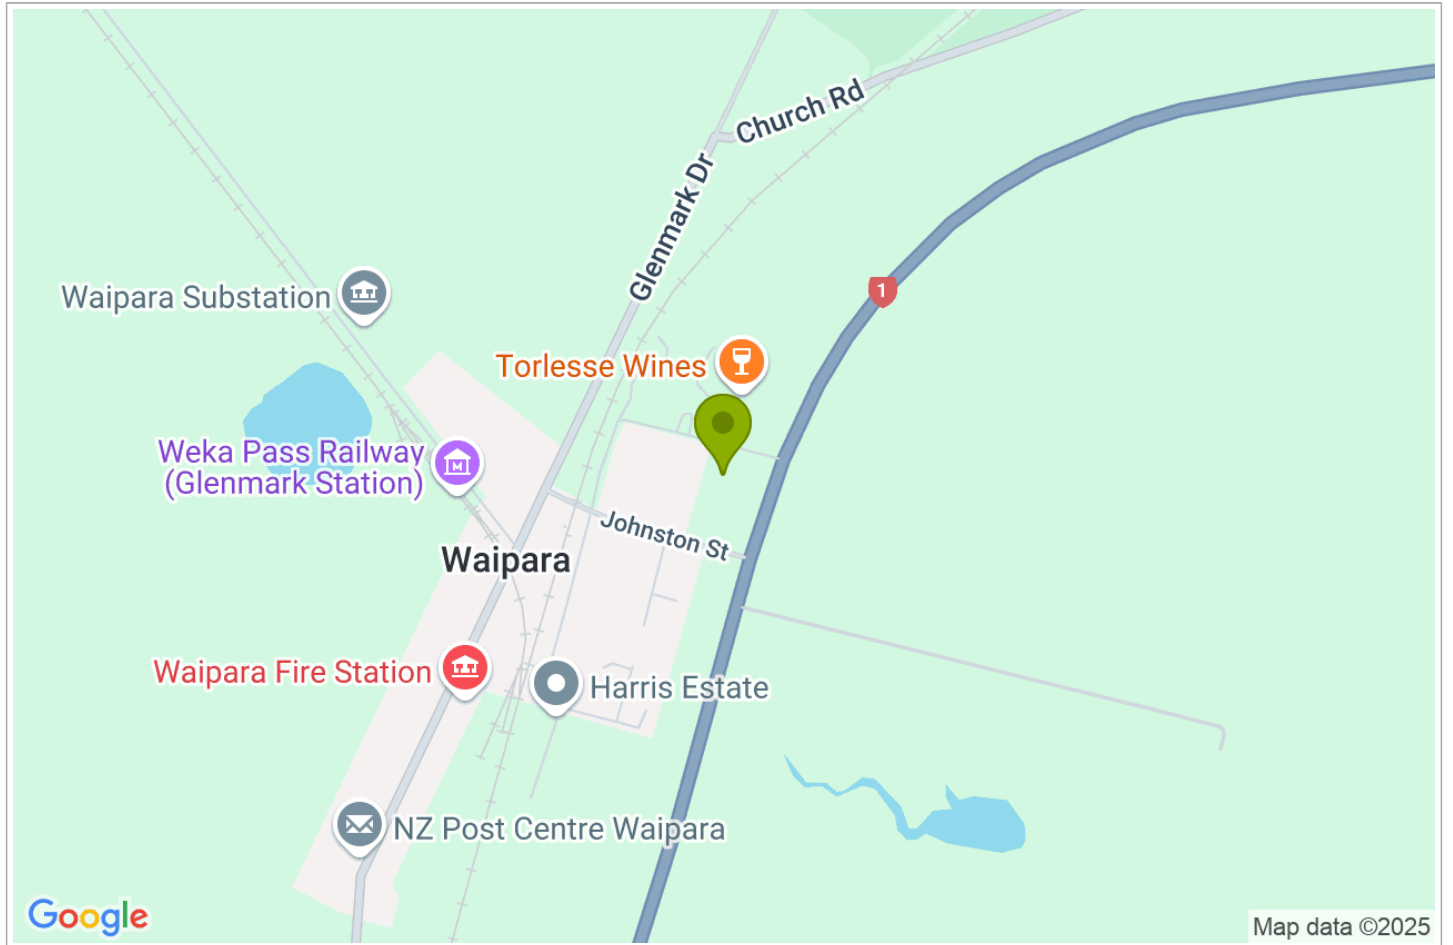 Church Rd
Glenmark Dr
1
Waipara Substation
Torlesse Wines
Weka Pass Railway
(Glenmark Station)
Johnston St
Waipara
Waipara Fire Station
Harris Estate
NZ Post Centre Waipara
Google
Map data ©2025